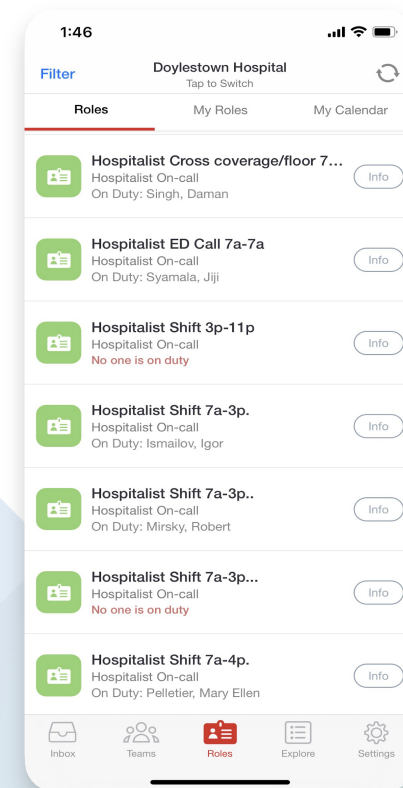 1:46
Filter
Doylestown Hospital
Tap to Switch
Roles My Roles My Calendar
Hospitalist Cross coverage/floor 7...
Hospitalist On-call
On Duty: Singh, Daman
Info
Hospitalist ED Call 7a-7a
Hospitalist On-call
On Duty: Syamala, Jiji
Info
Hospitalist Shift 3p-11p
Hospitalist On-call
No one is on duty
Info
Hospitalist Shift 7a-3p.
Hospitalist On-call
On Duty: Ismailov, Igor
Info
Hospitalist Shift 7a-3p..
Hospitalist On-call
On Duty: Mirsky, Robert
Info
Hospitalist Shift 7a-3p...
Hospitalist On-call
No one is on duty
Info
Hospitalist Shift 7a-4p.
Hospitalist On-call
On Duty: Pelletier, Mary Ellen
Info
Inbox Teams Roles Explore Settings